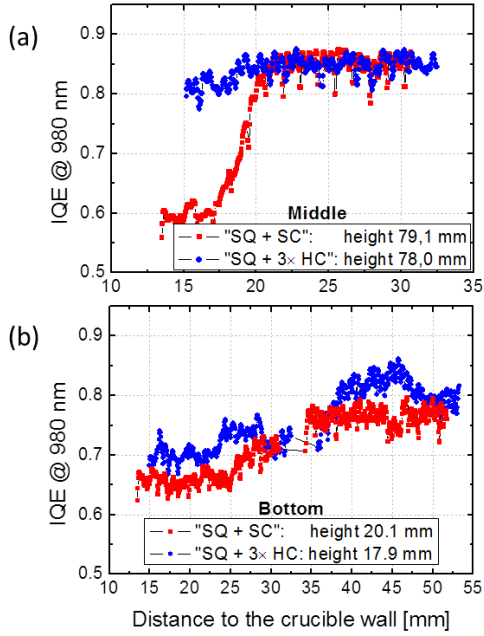 (a)
IQE @ 980 nm
0.9
0.8
0.7
0.6
0.5
Middle
"SQ + SC": height 79,1 mm
"SQ + 3× HC": height 78,0 mm
10 15 20 25 30 35
(b)
IQE @ 980 nm
0.9
0.8
0.7
0.6
0.5
Bottom
"SQ + SC": height 20.1 mm
"SQ + 3× HC: height 17.9 mm
10 15 20 25 30 35 40 45 50 55
Distance to the crucible wall [mm]